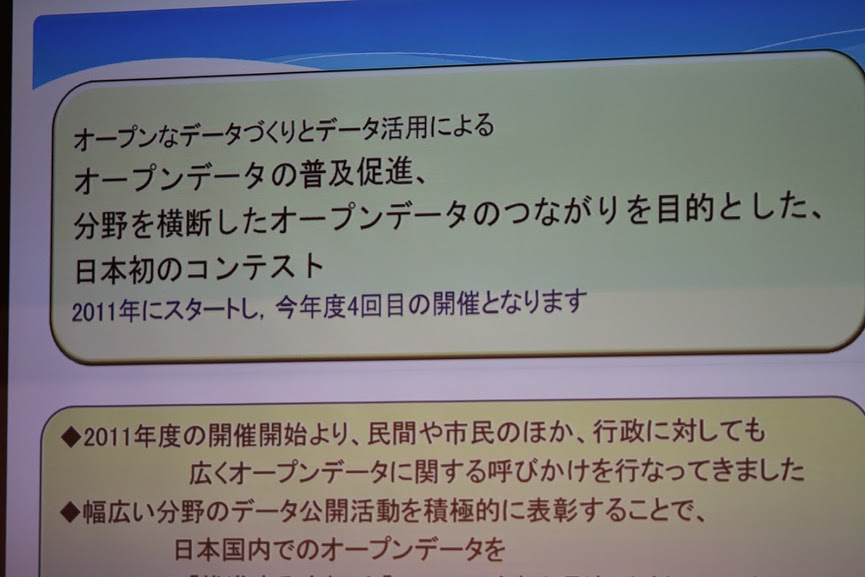 オープンなデータづくりとデータ活用による
オープンデータの普及促進、
分野を横断したオープンデータのつながりを目的とした、
日本初のコンテスト
2011年にスタートし，今年度4回目の開催となります
◆2011年度の開催開始より、民間や市民のほか、行政に対しても
広くオープンデータに関する呼びかけを行なってきました
◆幅広い分野のデータ公開活動を積極的に表彰することで、
日本国内でのオープンデータを